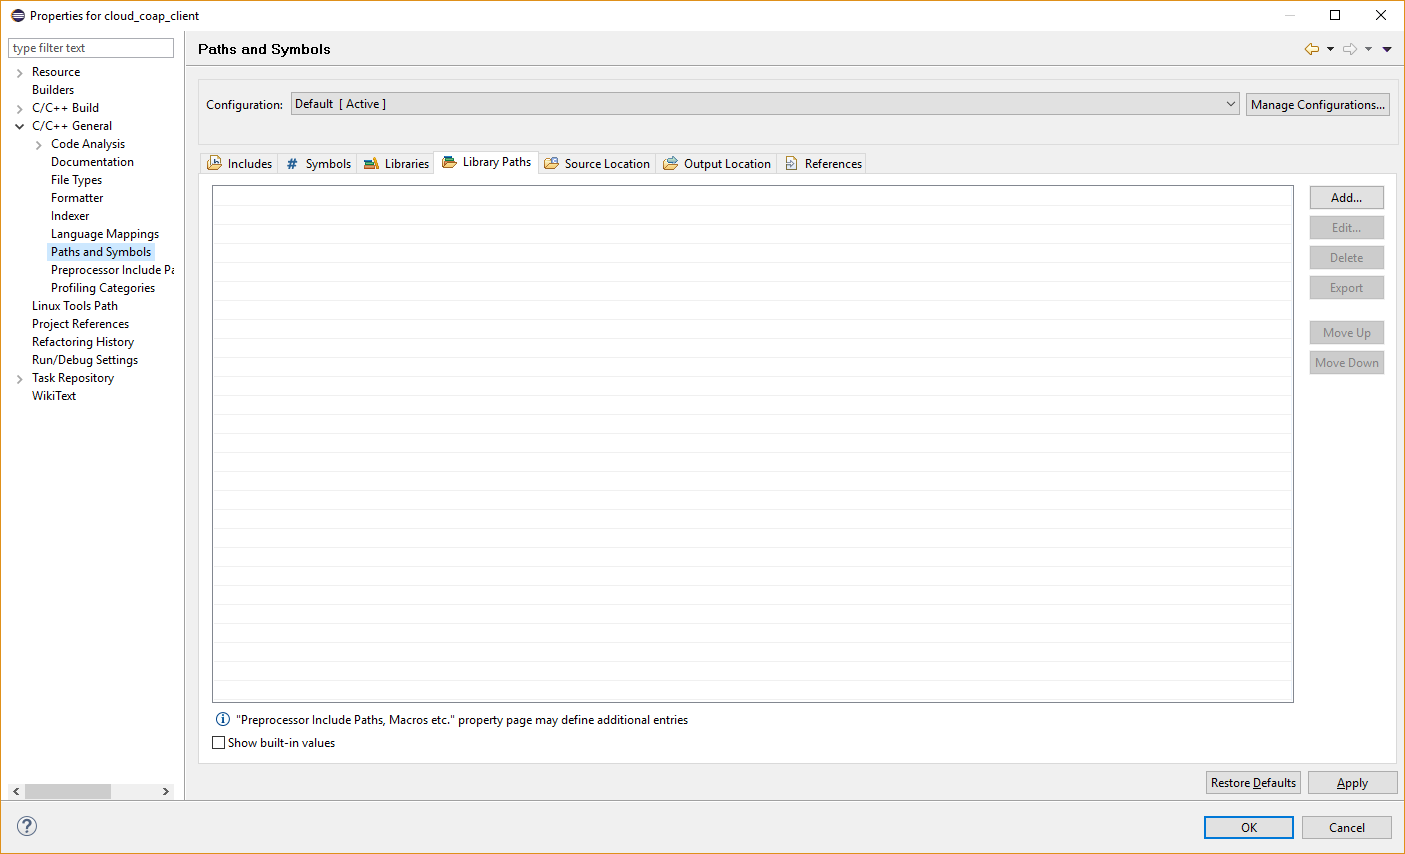 Properties for cloud_coap_client
type filter text
Resource
Builders
C/C++ Build
C/C++ General
Code Analysis
Documentation
File Types
Formatter
Indexer
Language Mappings
Paths and Symbols
Preprocessor Include Pa
Profiling Categories
Linux Tools Path
Project References
Refactoring History
Run/Debug Settings
Task Repository
WikiText
Paths and Symbols
Configuration: Default [ Active ] Manage Configurations...
Includes # Symbols Libraries Library Paths Source Location Output Location References
Add...
Edit...
Delete
Export
Move Up
Move Down
"Preprocessor Include Paths, Macros etc." property page may define additional entries
Show built-in values
Restore Defaults Apply
? OK Cancel